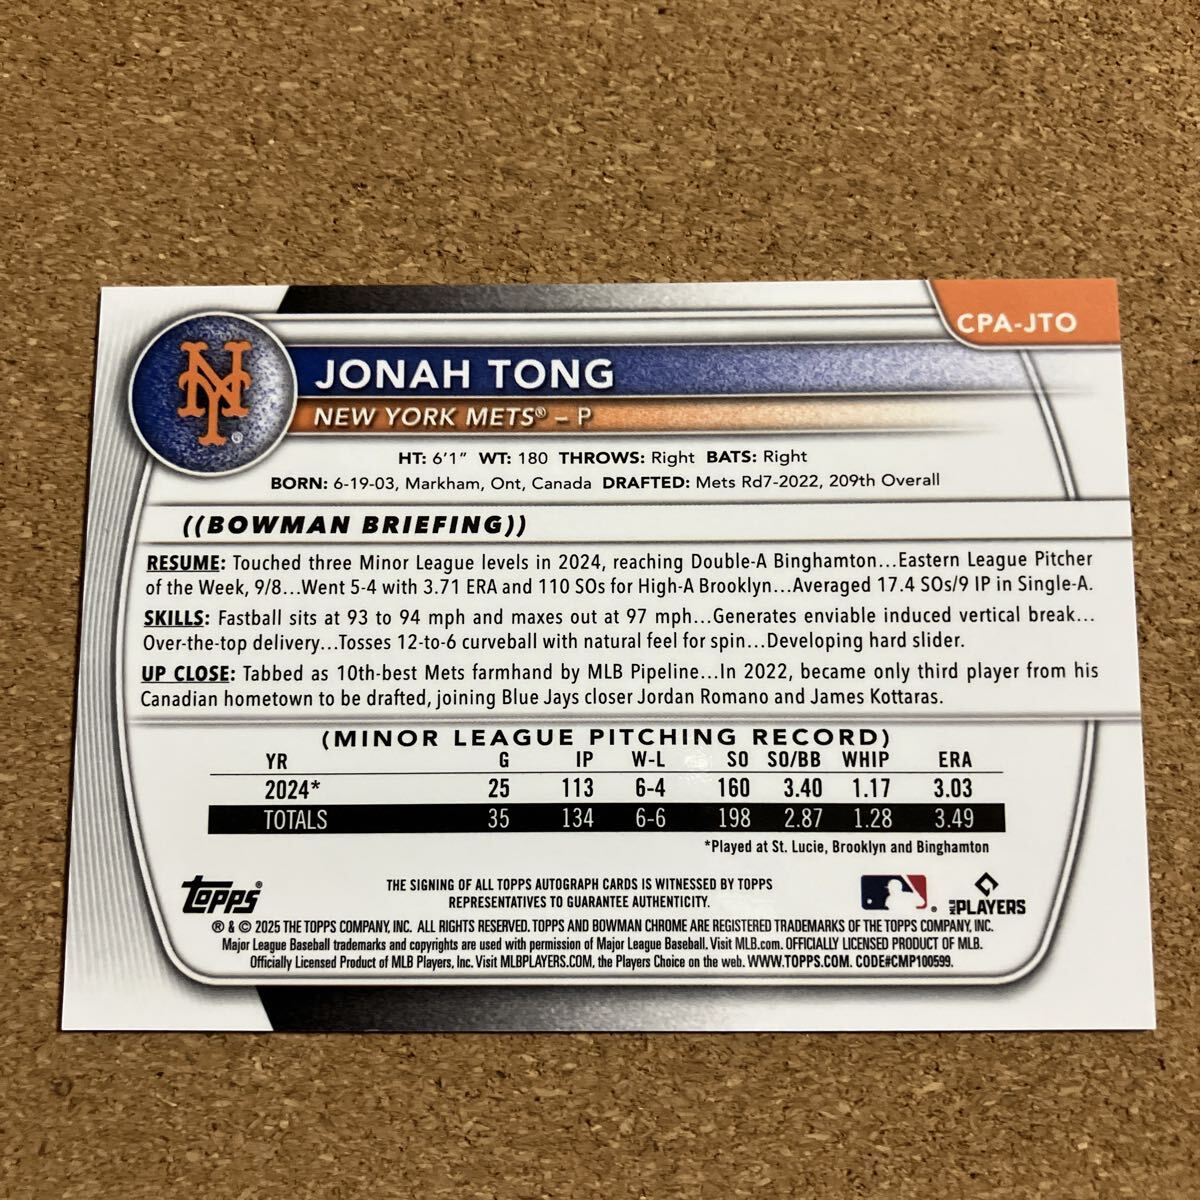 CPA-JTO
NY
®
JONAH TONG
NEW YORK METS® – P
HT: 6'1" WT: 180 THROWS: Right BATS: Right
BORN: 6-19-03, Markham, Ont, Canada DRAFTED: Mets Rd7-2022, 209th Overall
((BOWMAN BRIEFING))
RESUME: Touched three Minor League levels in 2024, reaching Double-A Binghamton...Eastern League Pitcher
of the Week, 9/8...Went 5-4 with 3.71 ERA and 110 SOs for High-A Brooklyn...Averaged 17.4 SOs/9 IP in Single-A.
SKILLS: Fastball sits at 93 to 94 mph and maxes out at 97 mph...Generates enviable induced vertical break...
Over-the-top delivery...Tosses 12-to-6 curveball with natural feel for spin...Developing hard slider.
UP CLOSE: Tabbed as 10th-best Mets farmhand by MLB Pipeline...In 2022, became only third player from his
Canadian hometown to be drafted, joining Blue Jays closer Jordan Romano and James Kottaras.
(MINOR LEAGUE PITCHING RECORD)
YR G IP W-L SO SO/BB WHIP ERA
2024* 25 113 6-4 160 3.40 1.17 3.03
TOTALS 35 134 6-6 198 2.87 1.28 3.49
*Played at St. Lucie, Brooklyn and Binghamton
Topps®
THE SIGNING OF ALL TOPPS AUTOGRAPH CARDS IS WITNESSED BY TOPPS
REPRESENTATIVES TO GUARANTEE AUTHENTICITY.
MLB PLAYERS
® & © 2025 THE TOPPS COMPANY, INC. ALL RIGHTS RESERVED. TOPPS AND BOWMAN CHROME ARE REGISTERED TRADEMARKS OF THE TOPPS COMPANY, INC.
Major League Baseball trademarks and copyrights are used with permission of Major League Baseball. Visit MLB.com. OFFICIALLY LICENSED PRODUCT OF MLB.
Officially Licensed Product of MLB Players, Inc. Visit MLBPLAYERS.COM, the Players Choice on the web. WWW.TOPPS.COM. CODE#CMP100599.